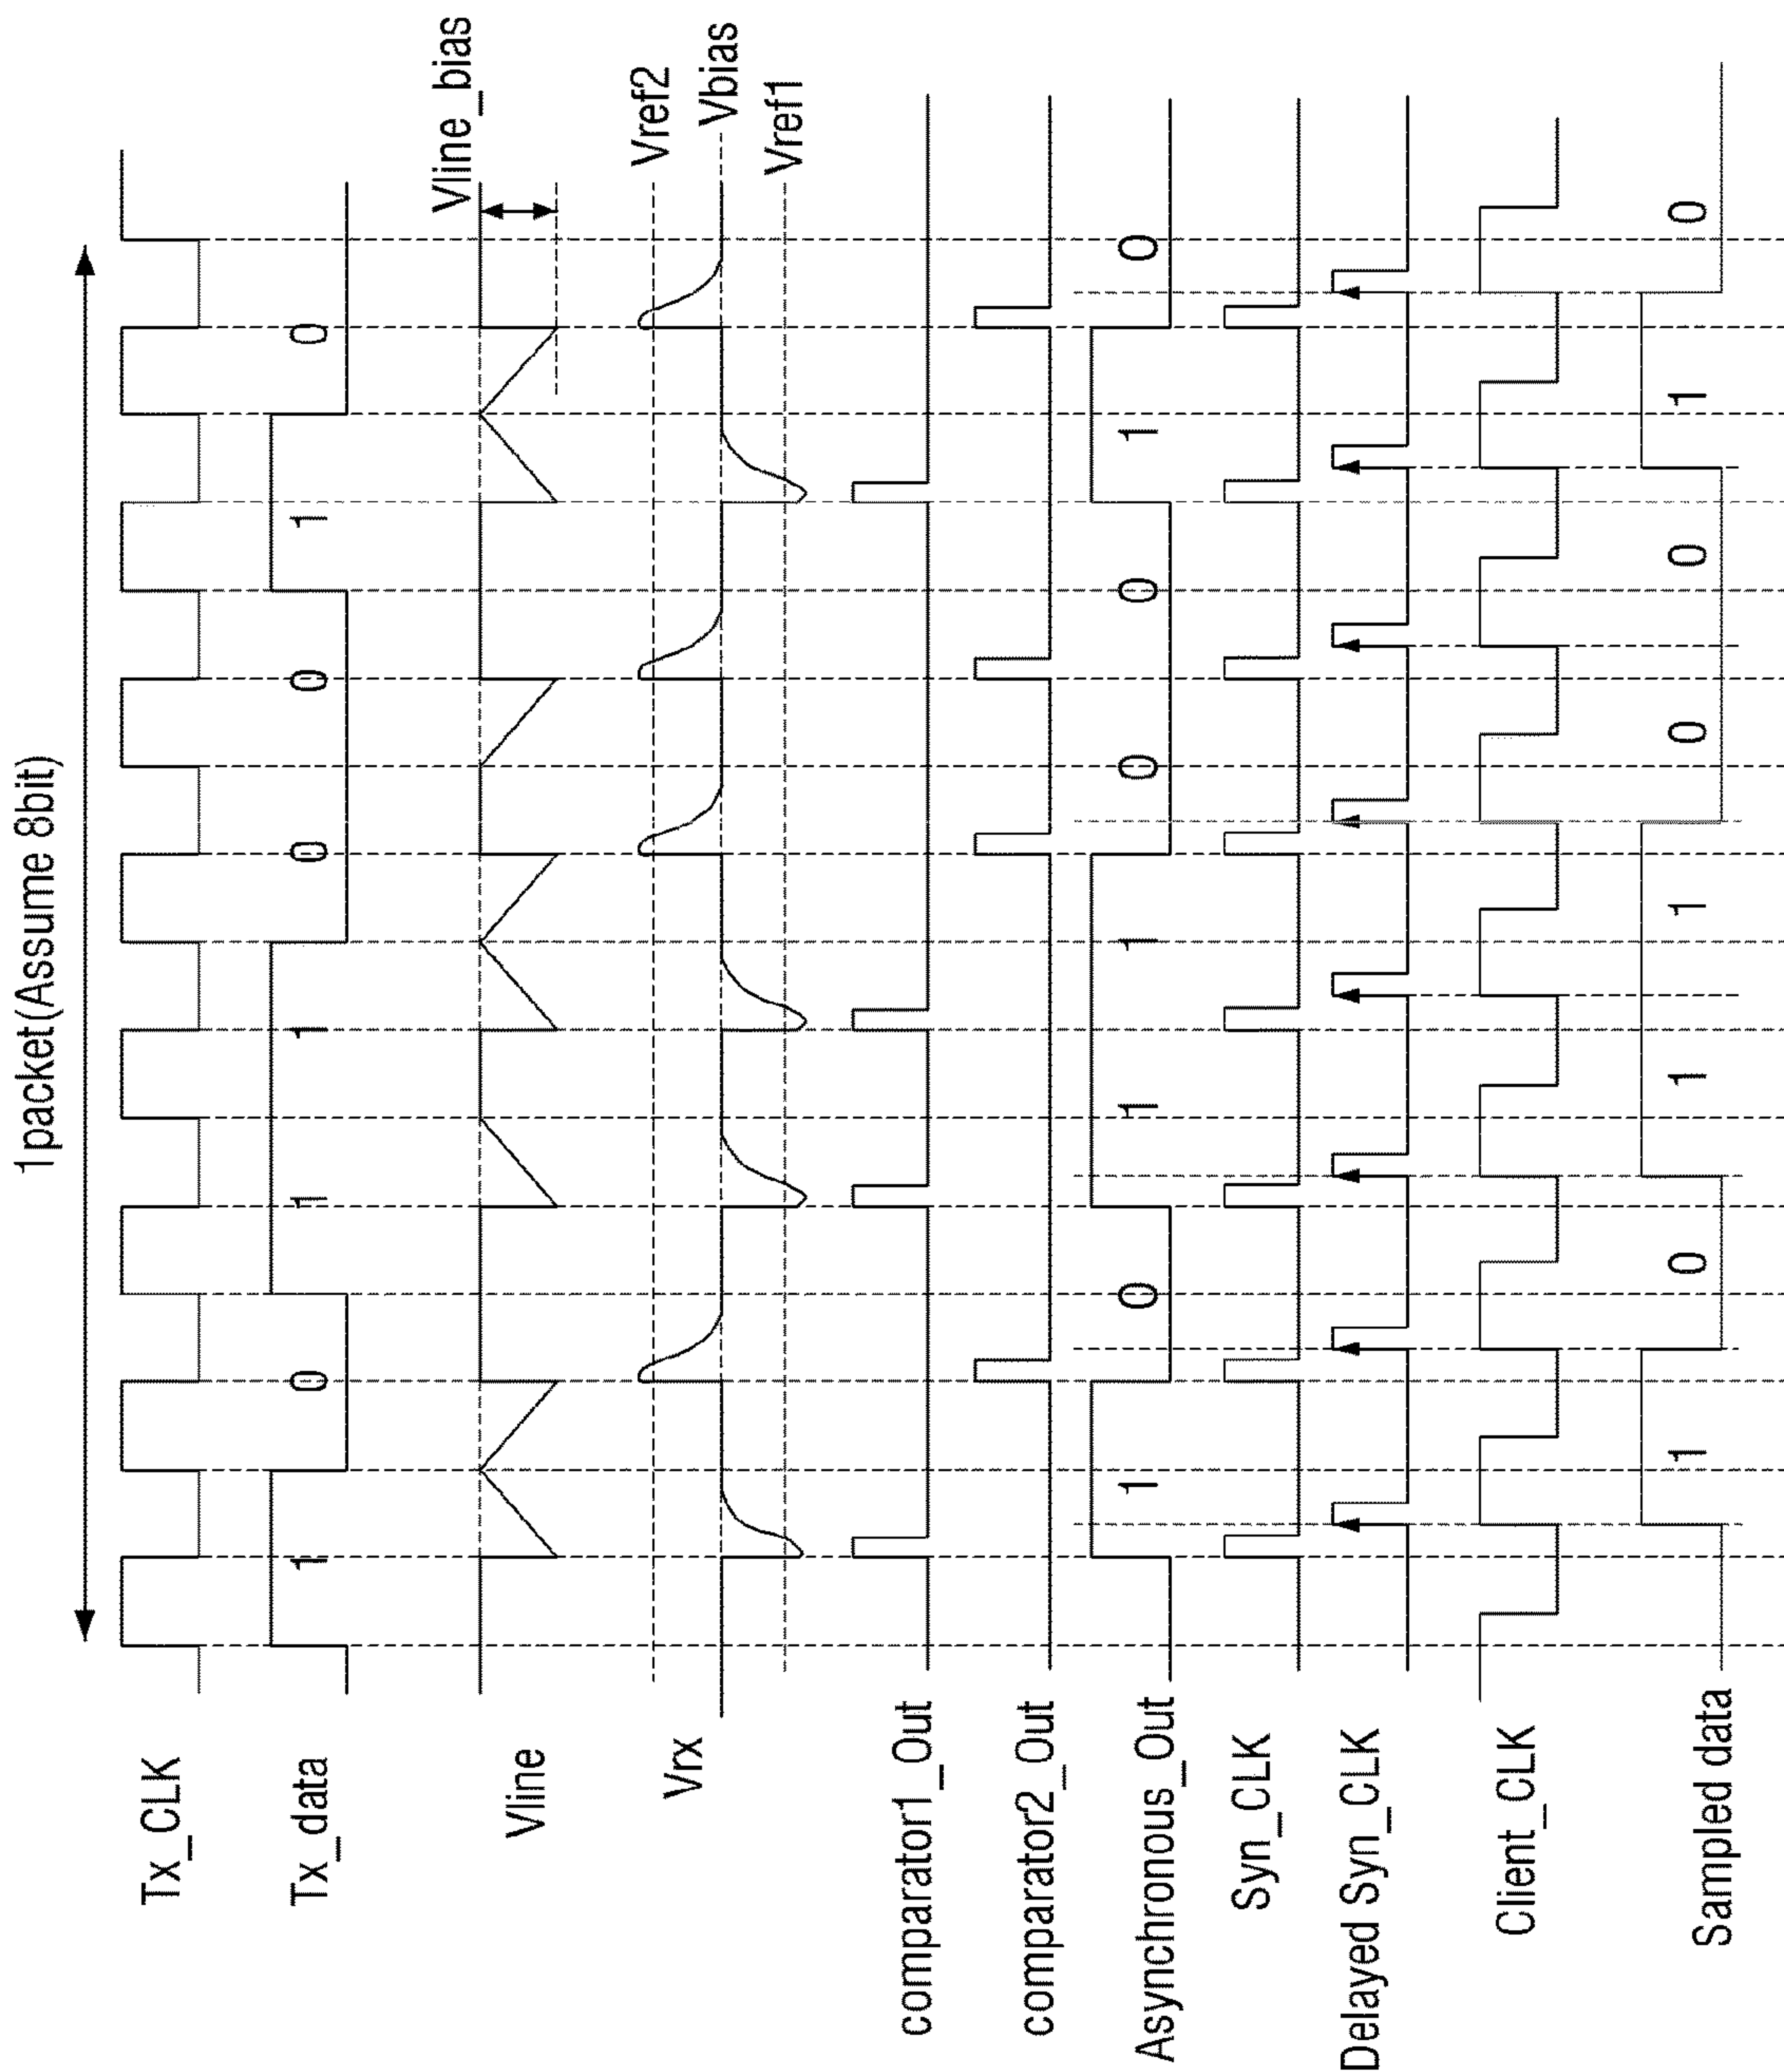 1packet(Assume 8bit)
Tx_CLK
Tx_data
1 0 1 1 0 0 1 0
Vline
Vline_bias
Vrx
Vref2
Vbias
Vref1
comparator1_Out
comparator2_Out
Asynchronous_Out
1 0 1 1 0 0 1 0
Syn_CLK
Delayed Syn_CLK
Client_CLK
Sampled data
1 0 1 1 0 0 1 0